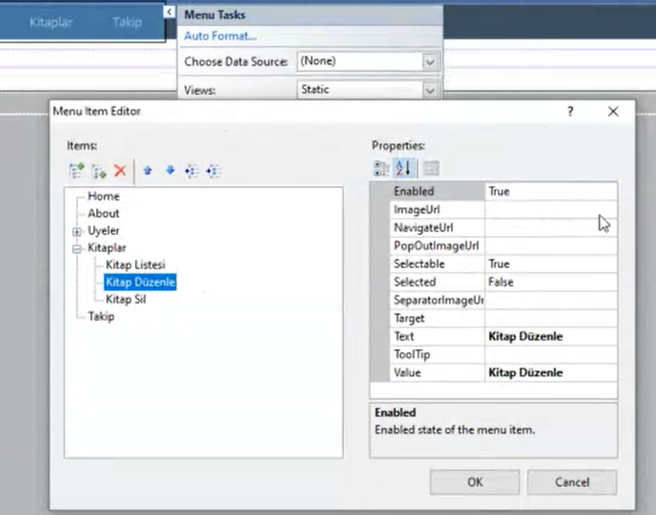 Kitaplar Takip
Menu Tasks
Auto Format...
Choose Data Source: (None)
Views: Static
Menu Item Editor
Items:
Properties:
Home
About
Uyeler
Kitaplar
Kitap Listesi
Kitap Düzenle
Kitap Sil
Takip
Enabled True
ImageUrl
NavigateUrl
PopOutImageUrl
Selectable True
Selected False
SeparatorImageUr
Target
Text Kitap Düzenle
ToolTip
Value Kitap Düzenle
Enabled
Enabled state of the menu item.
OK Cancel